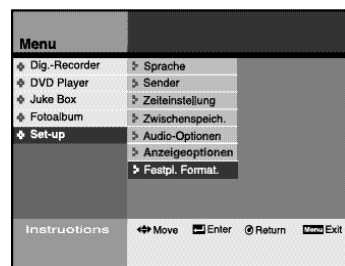 Menu
Dig.-Recorder
DVD Player
Juke Box
Fotoalbum
Set-up
Sprache
Sender
Zeiteinstellung
Zwischenspeich.
Audio-Optionen
Anzeigeoptionen
Festpl. Format.
Instructions Move Enter Return Menu Exit